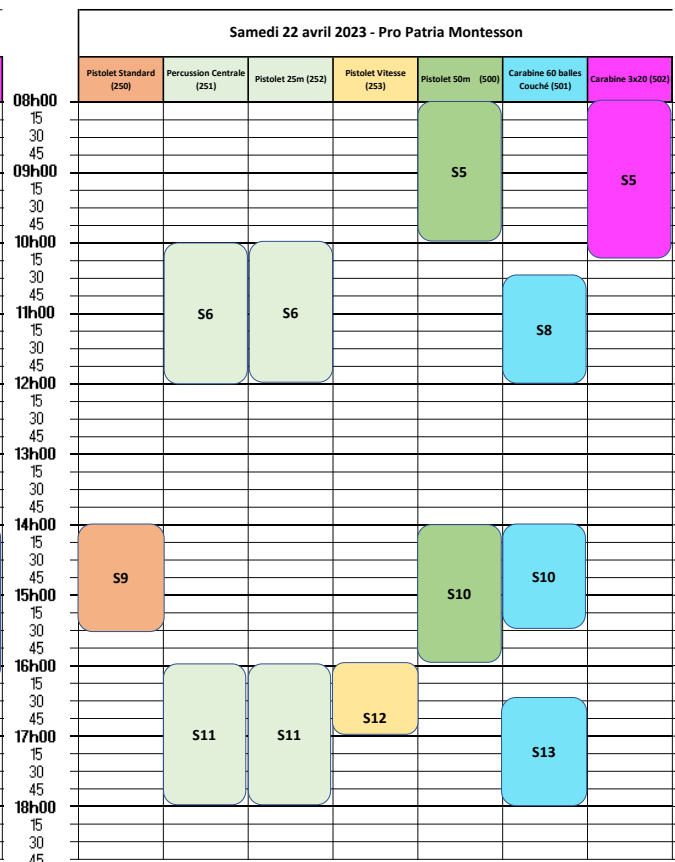 Samedi 22 avril 2023 - Pro Patria Montesson
Pistolet Standard (250)
Percussion Centrale (251)
Pistolet 25m (252)
Pistolet Vitesse (253)
Pistolet 50m (500)
Carabine 60 balles Couché (501)
Carabine 3x20 (502)
08h00
15
30
45
09h00
S5
S5
15
30
45
10h00
15
30
45
11h00
S6
S6
S8
15
30
45
12h00
15
30
45
13h00
15
30
45
14h00
15
30
45
S9
S10
15h00
S10
15
30
45
16h00
15
30
45
S12
17h00
S11
S11
15
S13
30
45
18h00
15
30
45